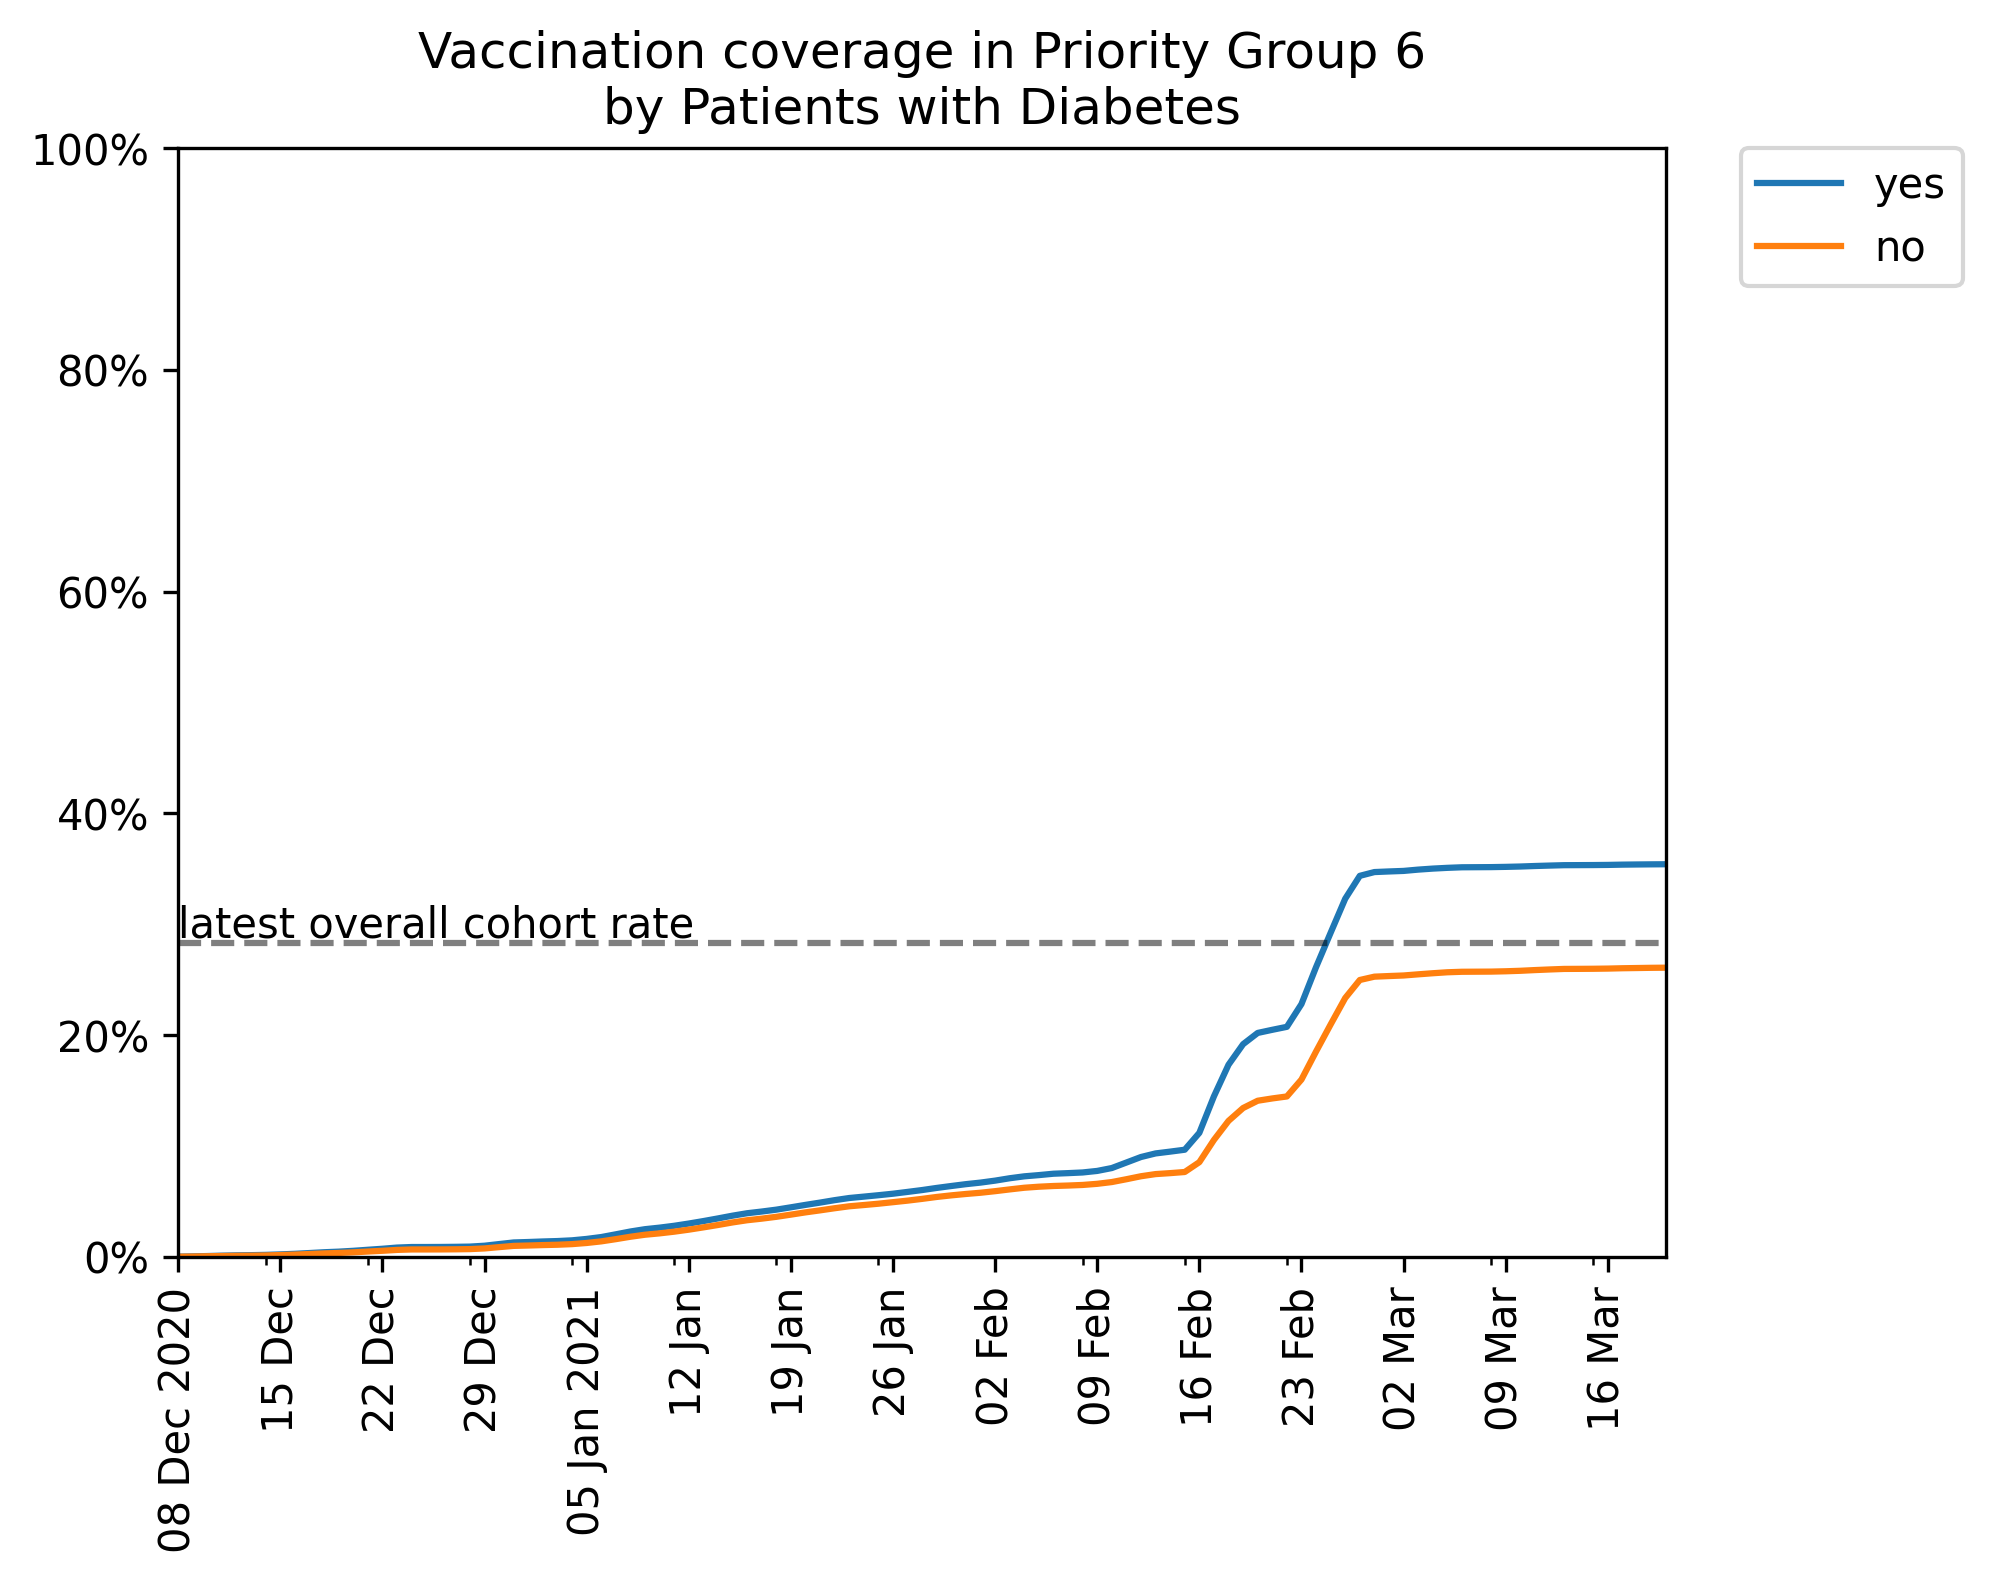 Vaccination coverage in Priority Group 6
by Patients with Diabetes
100%
80%
60%
40%
20%
0%
yes
no
latest overall cohort rate
08 Dec 2020
15 Dec
22 Dec
29 Dec
05 Jan 2021
12 Jan
19 Jan
26 Jan
02 Feb
09 Feb
16 Feb
23 Feb
02 Mar
09 Mar
16 Mar